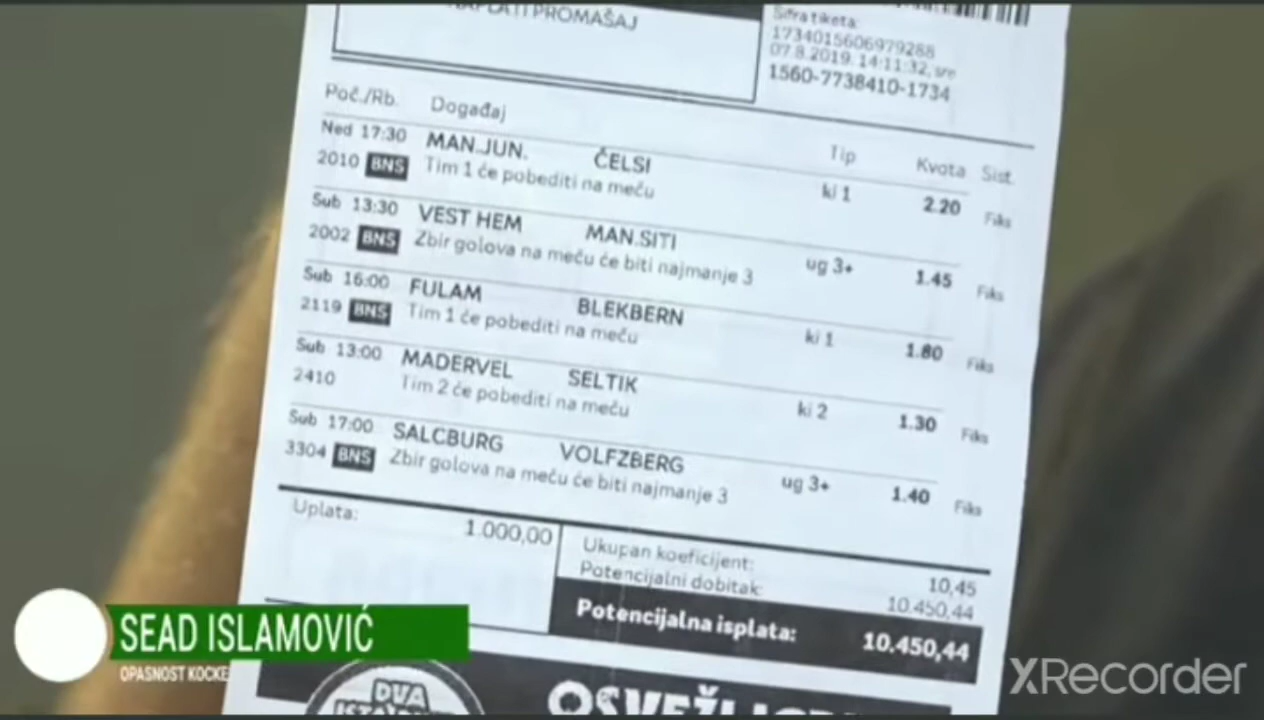 NAPLATI PROMAŠAJ
Šifra tiketa:
1734015606979288
07.8.2019. 14:11:32, sre
1560-7738410-1734
Poč./Rb. Događaj Tip Kvota Sist.
Ned 17:30 MAN.JUN. ČELSI
2010 BNS Tim 1 će pobediti na meču ki 1 2.20 Fiks
Sub 13:30 VEST HEM MAN.SITI
2002 BNS Zbir golova na meču će biti najmanje 3 ug 3+ 1.45 Fiks
Sub 16:00 FULAM BLEKBERN
2119 BNS Tim 1 će pobediti na meču ki 1 1.80 Fiks
Sub 13:00 MADERVEL SELTIK
2410 Tim 2 će pobediti na meču ki 2 1.30 Fiks
Sub 17:00 SALCBURG VOLFZBERG
3304 BNS Zbir golova na meču će biti najmanje 3 ug 3+ 1.40 Fiks
Uplata: 1.000,00
Ukupan koeficijent: 10,45
Potencijalni dobitak: 10.450,44
Potencijalna isplata: 10.450,44
SEAD ISLAMOVIĆ
OPASNOST KOCKE
DVA
XRecorder